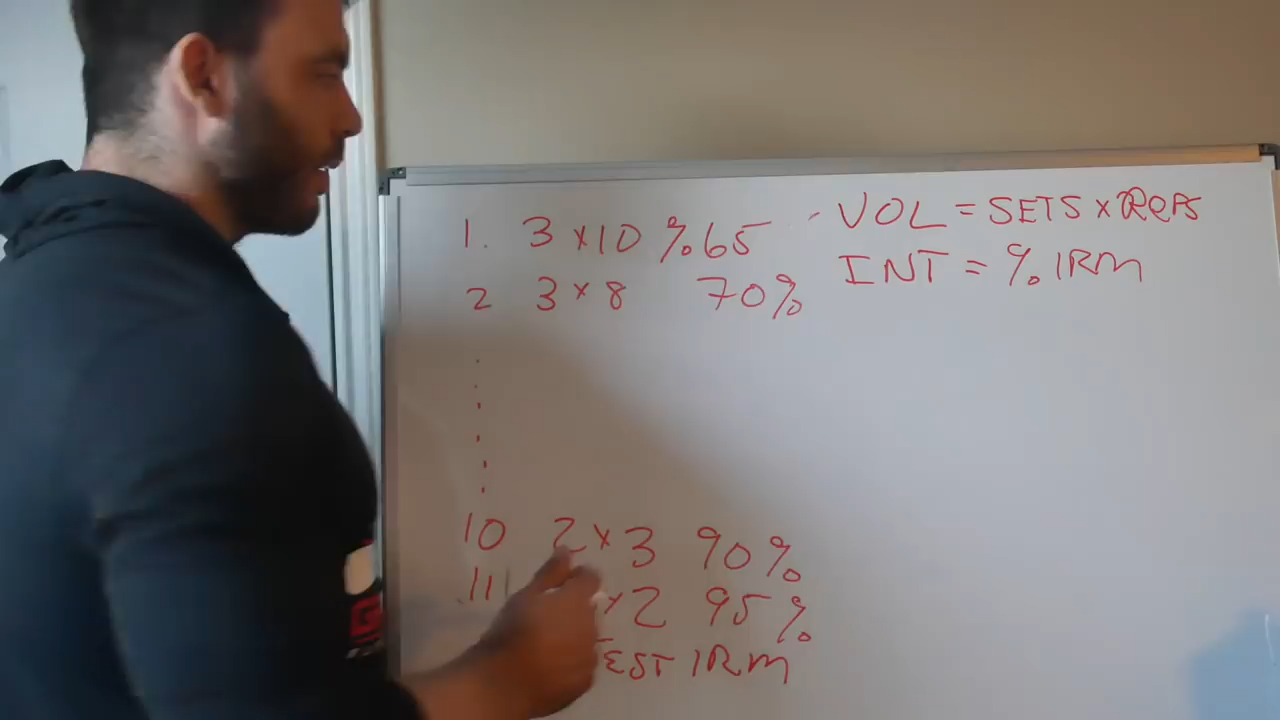 1. 3 x 10 % 65
VOL = SETS x Reps
2 3 x 8 70%
INT = % 1RM
10 2 x 3 90%
11 x 2 95%
EST 1RM